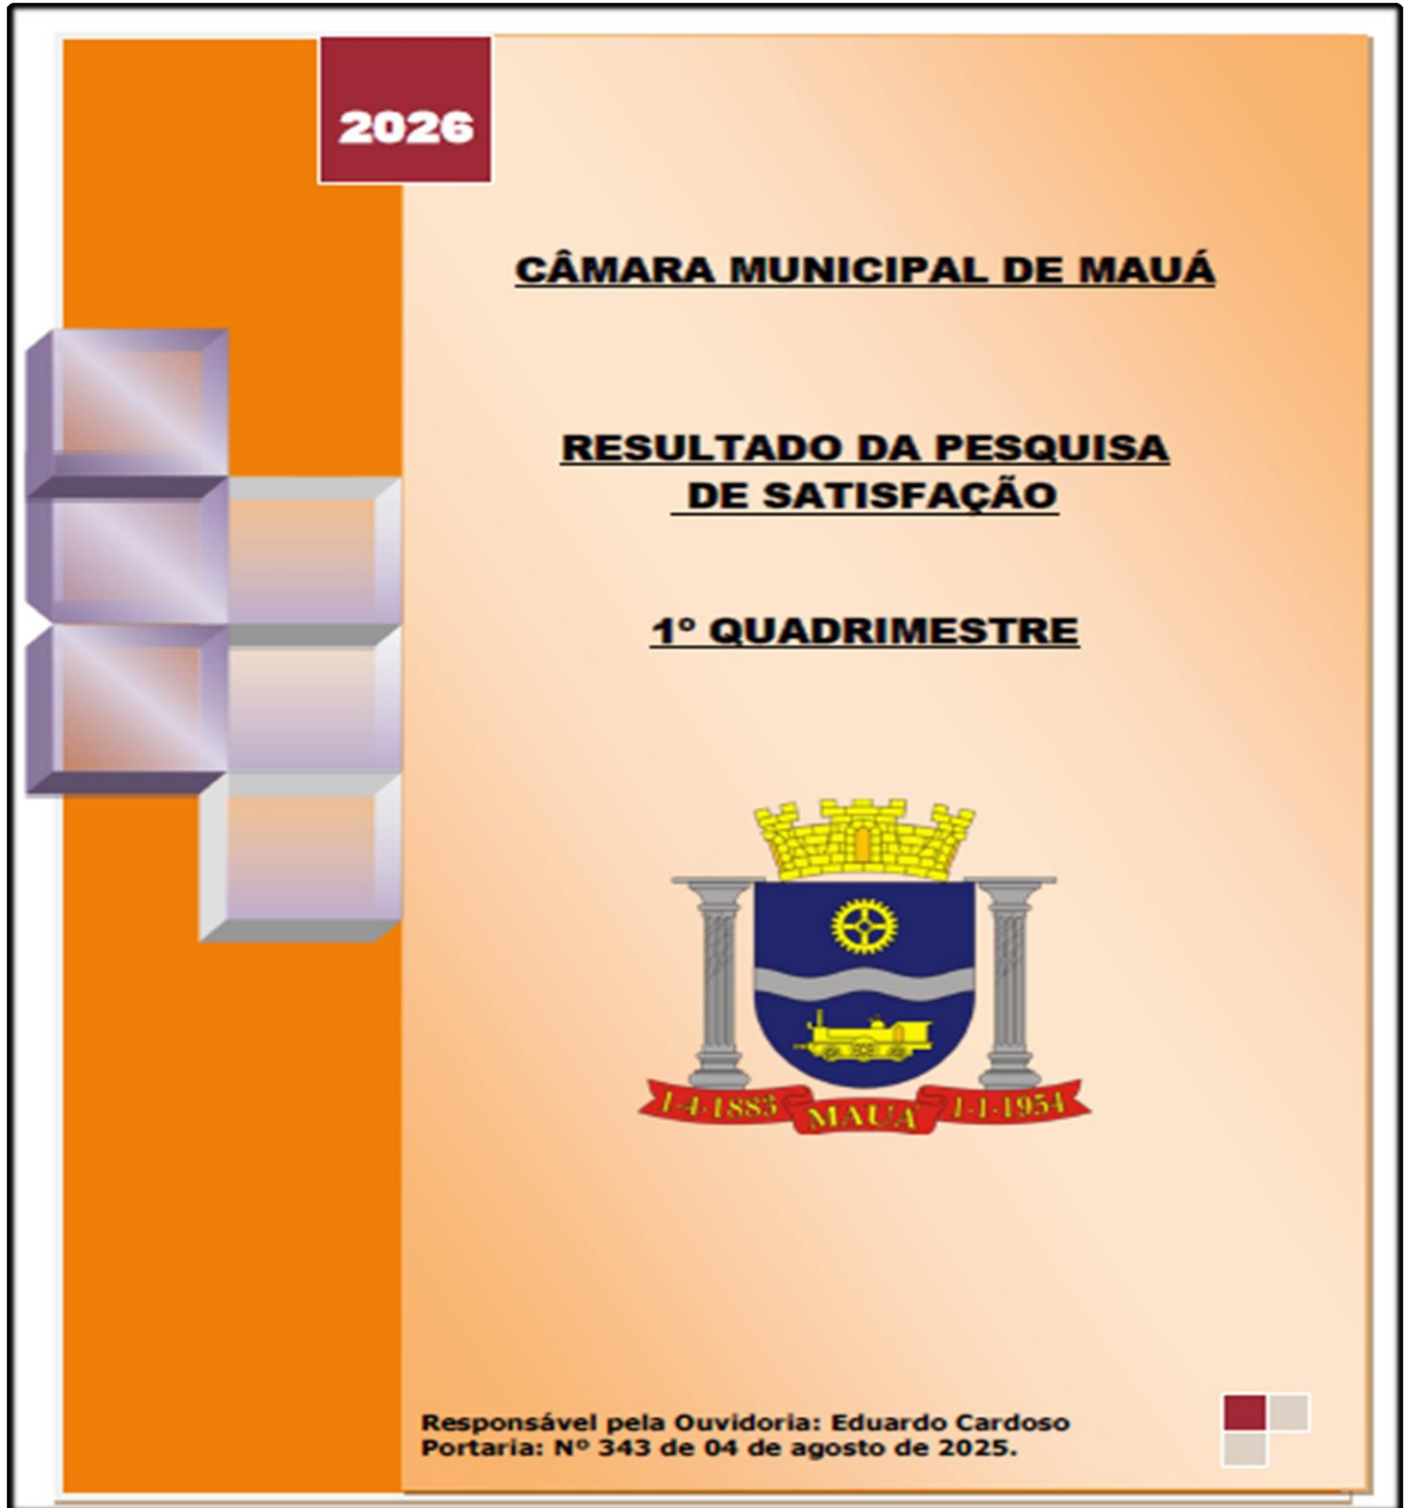 2026
CÂMARA MUNICIPAL DE MAUÁ
RESULTADO DA PESQUISA
DE SATISFAÇÃO
1º QUADRIMESTRE
1-4-1883 MAUÁ 1-1-1954
Responsável pela Ouvidoria: Eduardo Cardoso
Portaria: Nº 343 de 04 de agosto de 2025.